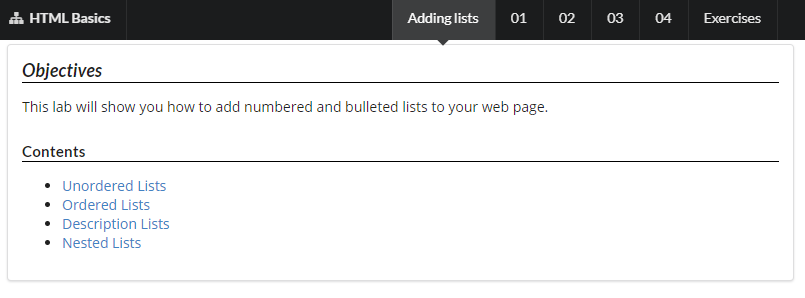 HTML Basics
Adding lists 01 02 03 04 Exercises
Objectives
This lab will show you how to add numbered and bulleted lists to your web page.
Contents
Unordered Lists
Ordered Lists
Description Lists
Nested Lists